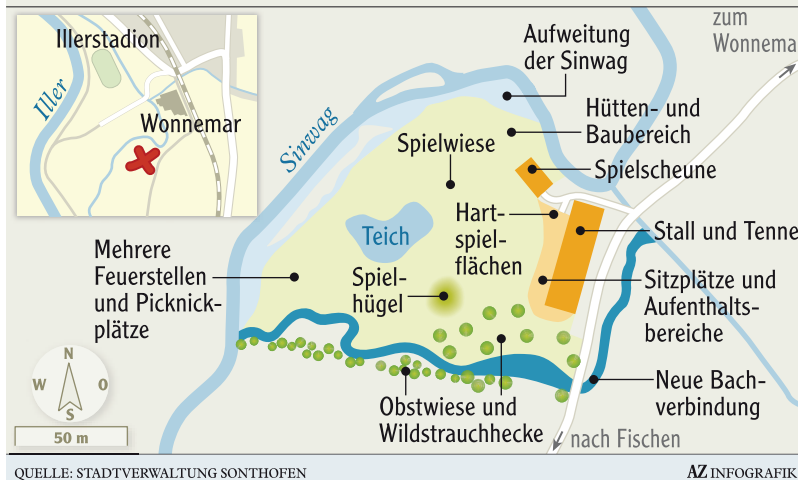 Illerstadion
Iller
Wonnemar
Sinwag
Aufweitung
der Sinwag
zum
Wonnema
Hütten- und
Baubereich
Spielwiese
Spielscheune
Hart-
spiel-
flächen
Stall und Tenne
Teich
Mehrere
Feuerstellen
und Picknick-
plätze
Spiel-
hügel
Sitzplätze und
Aufenthalts-
bereiche
N
W O
S
50 m
Obstwiese und
Wildstrauchhecke
Neue Bach-
verbindung
nach Fischen
QUELLE: STADTVERWALTUNG SONTHOFEN
AZ INFOGRAFIK